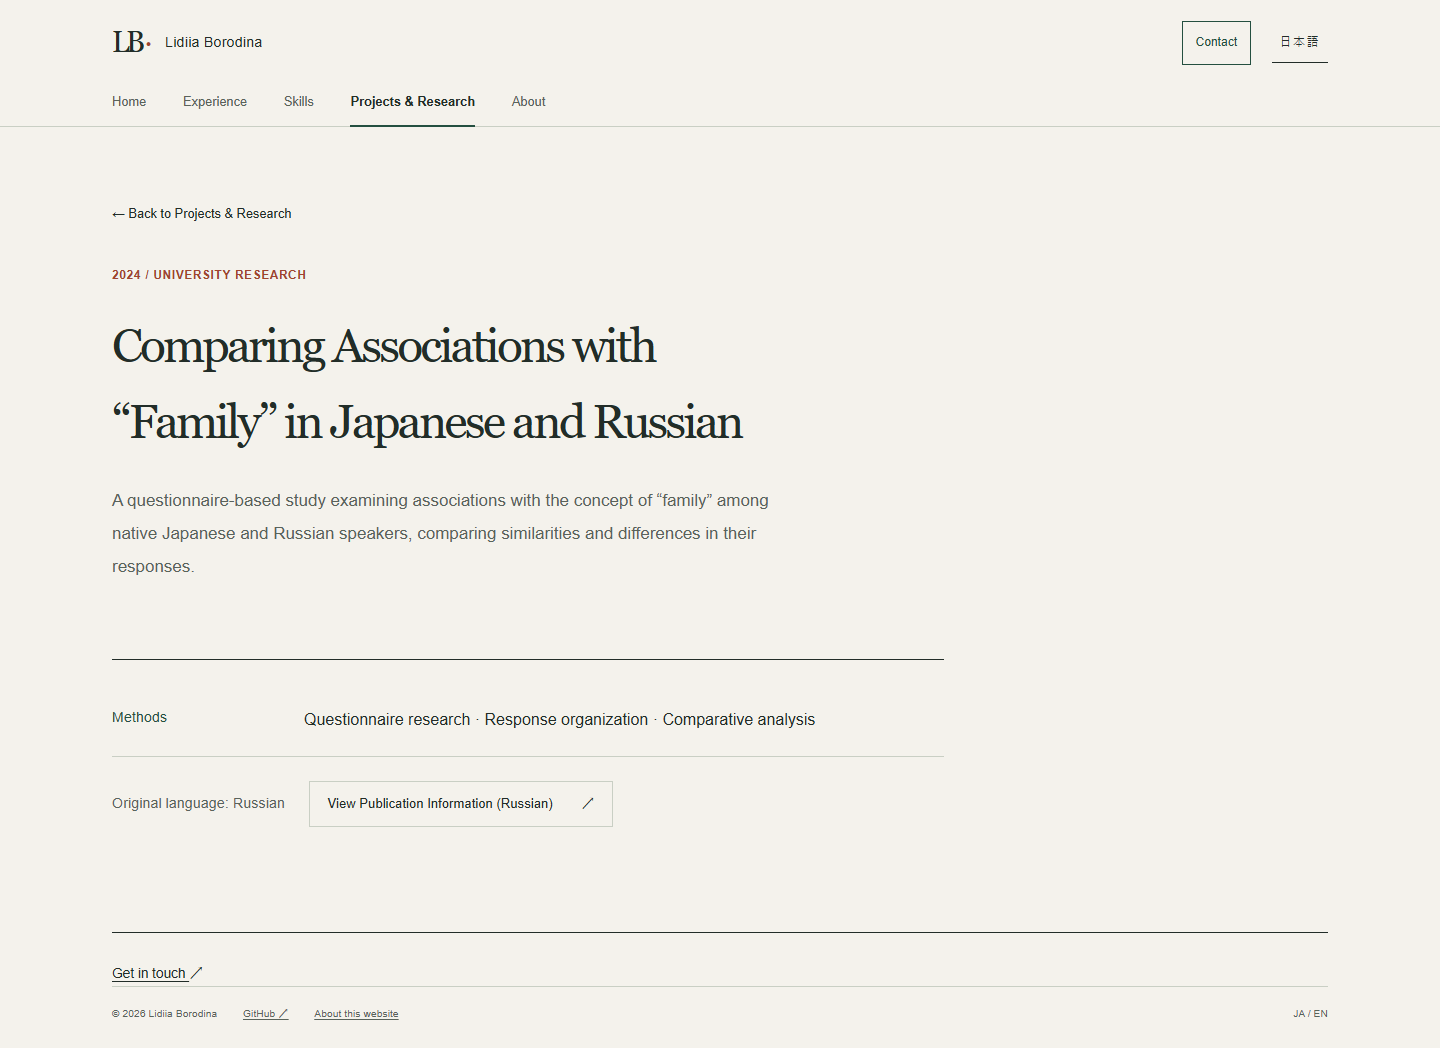 LB. Lidiia Borodina
Contact
日本語
Home Experience Skills Projects & Research About
← Back to Projects & Research
2024 / UNIVERSITY RESEARCH
Comparing Associations with
“Family” in Japanese and Russian
A questionnaire-based study examining associations with the concept of “family” among
native Japanese and Russian speakers, comparing similarities and differences in their
responses.
Methods Questionnaire research · Response organization · Comparative analysis
Original language: Russian View Publication Information (Russian) ↗
Get in touch ↗
© 2026 Lidiia Borodina GitHub ↗ About this website JA / EN